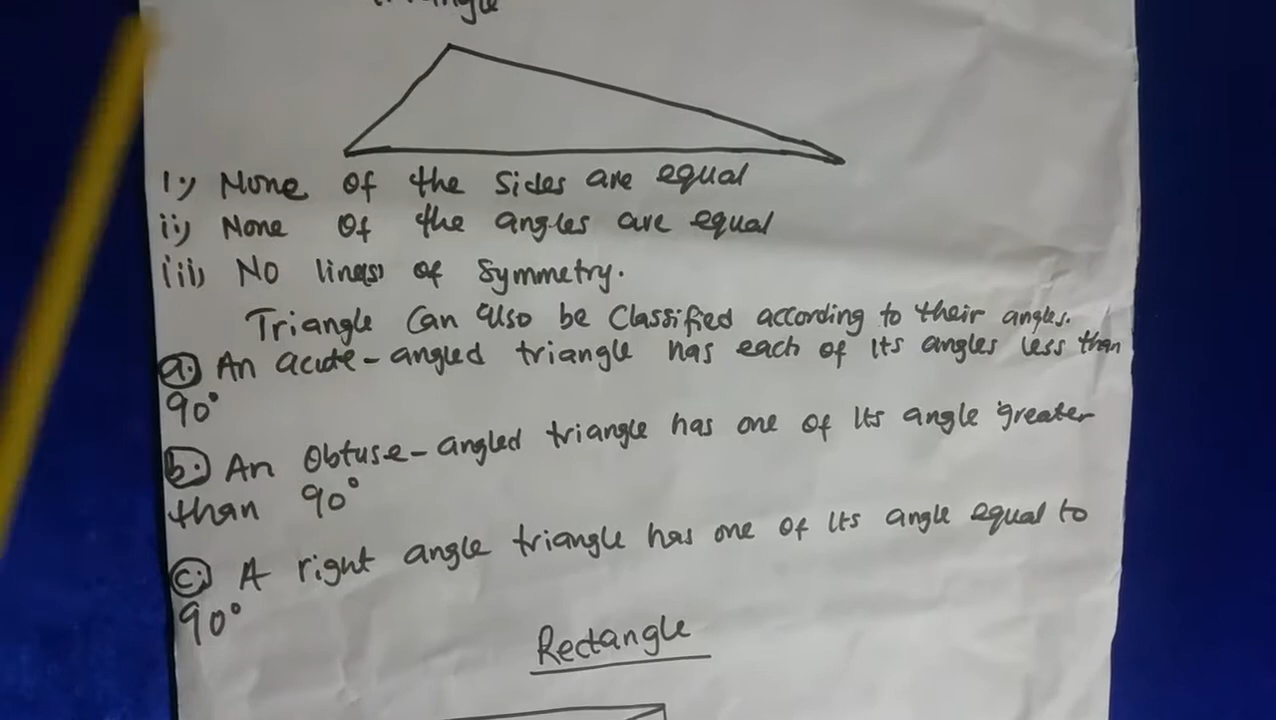 Triangle
i.) None of the sides are equal
ii.) None of the angles are equal
iii) No line(s) of symmetry.
Triangle can also be classified according to their angles.
a. An acute-angled triangle has each of its angles less than
90°
b. An Obtuse-angled triangle has one of its angle greater
than 90°
c. A right angle triangle has one of its angle equal to
90°
Rectangle